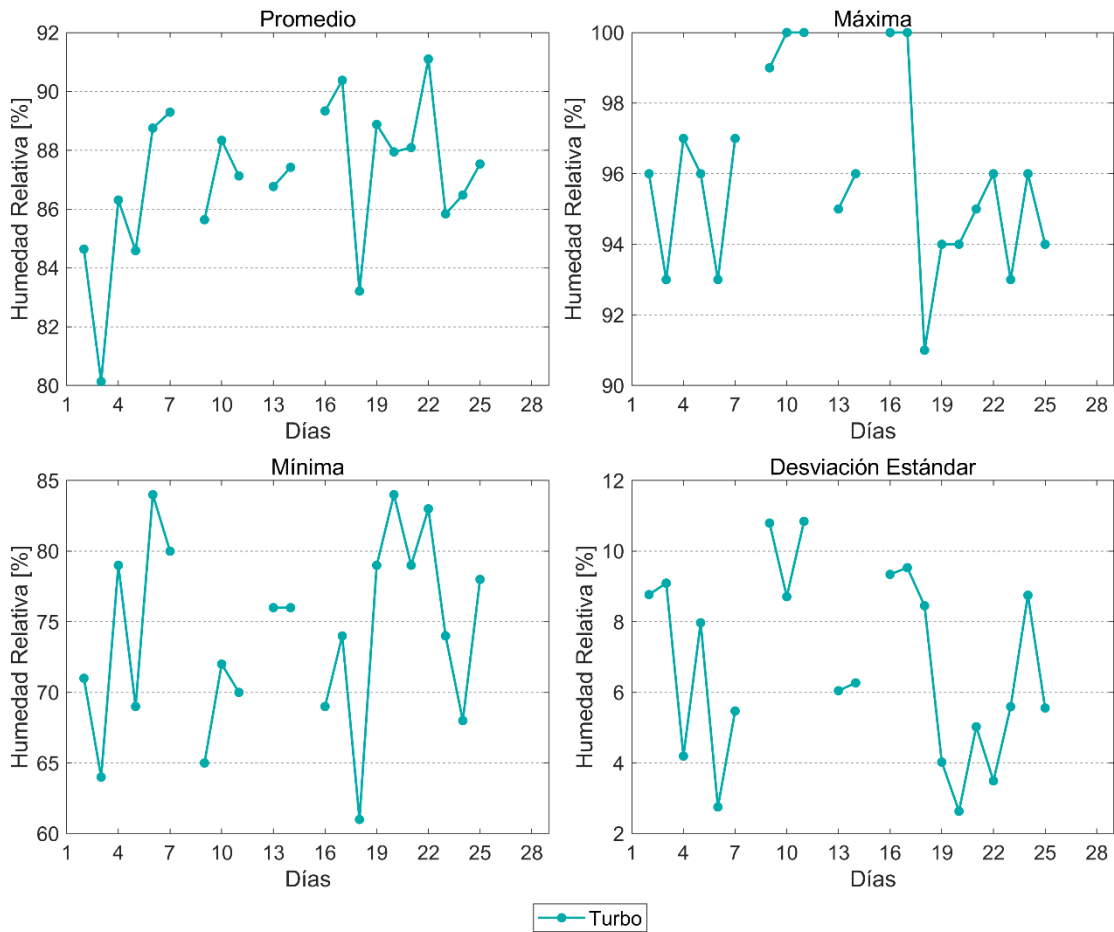 Promedio
Humedad Relativa [%]
92
90
88
86
84
82
80
1 4 7 10 13 16 19 22 25 28
Días
Máxima
Humedad Relativa [%]
100
98
96
94
92
90
1 4 7 10 13 16 19 22 25 28
Días
Mínima
Humedad Relativa [%]
85
80
75
70
65
60
1 4 7 10 13 16 19 22 25 28
Días
Desviación Estándar
Humedad Relativa [%]
12
10
8
6
4
2
1 4 7 10 13 16 19 22 25 28
Días
Turbo